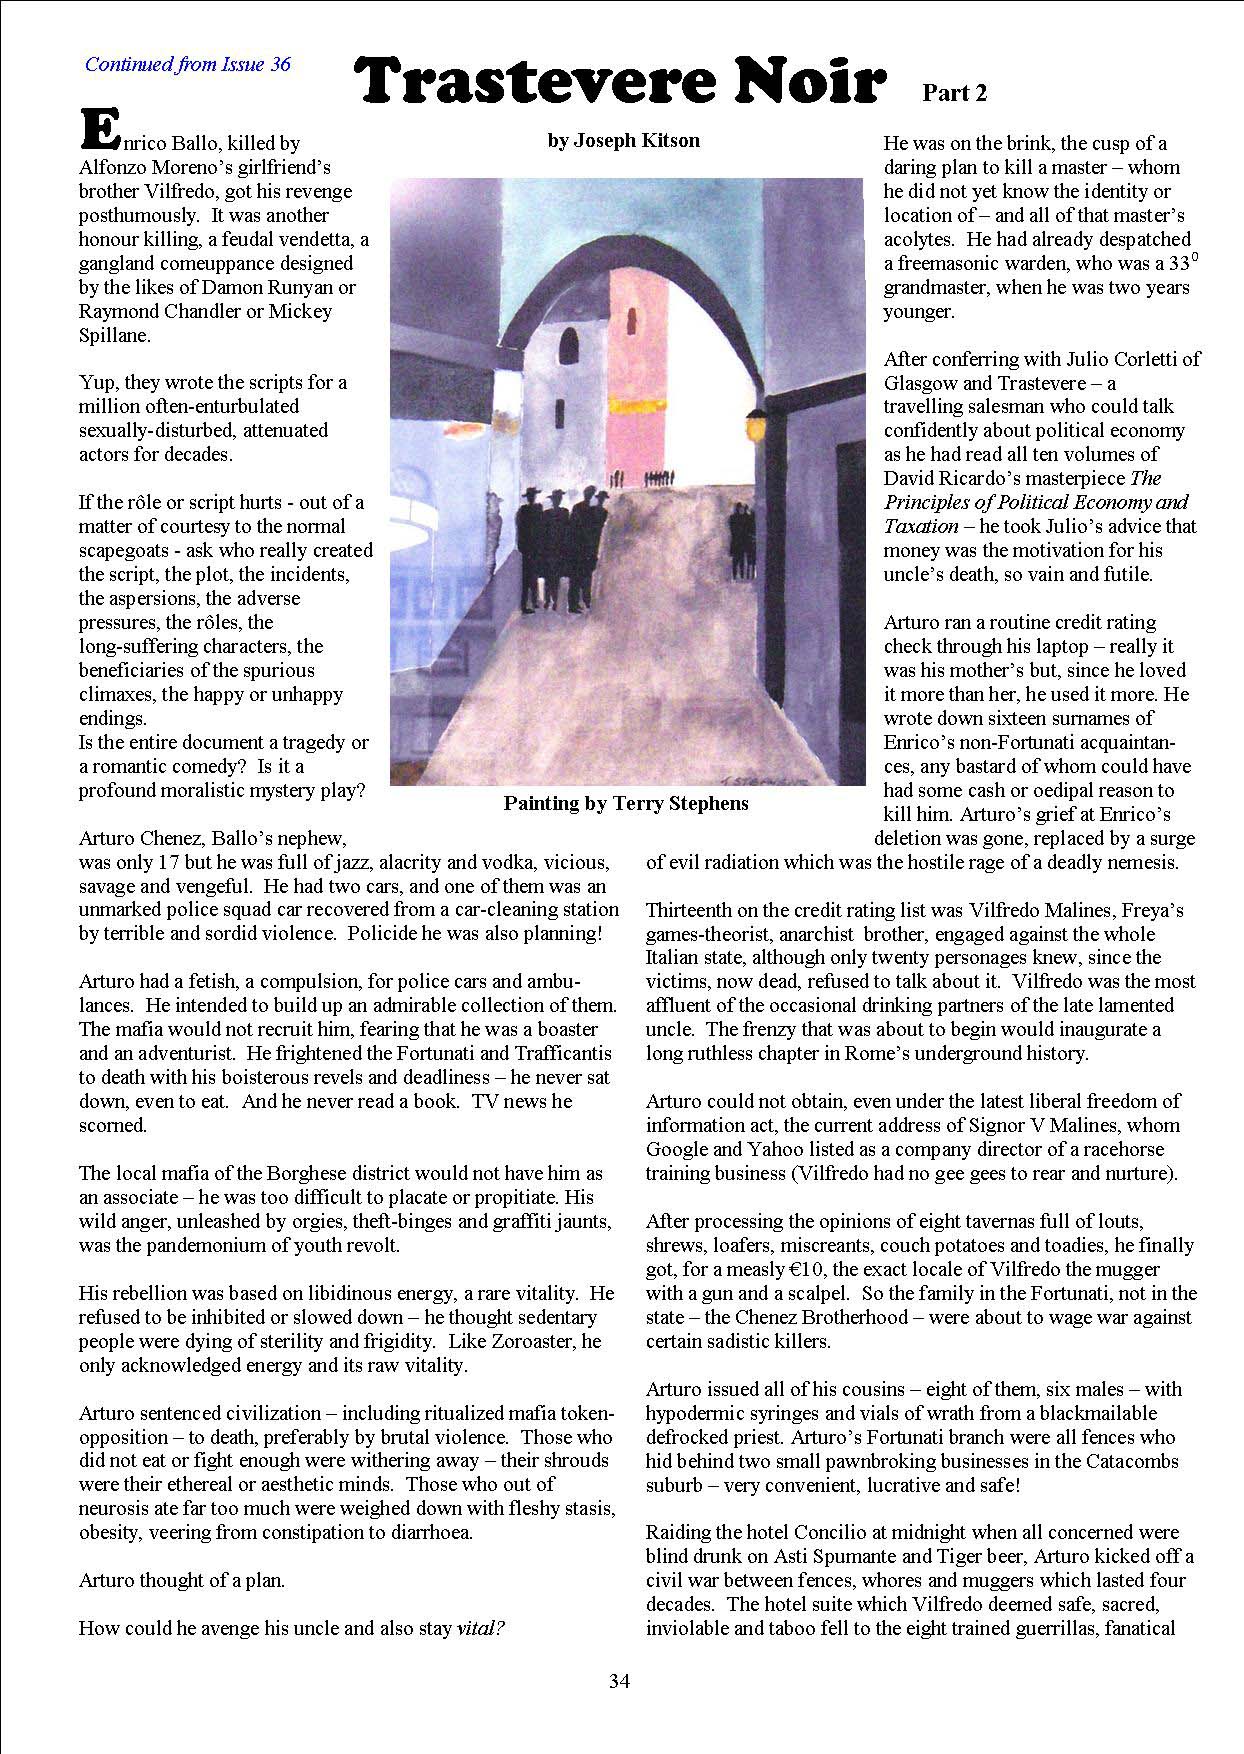 Continued from Issue 36
Trastevere Noir Part 2
by Joseph Kitson
Enrico Ballo, killed by
Alfonzo Moreno's girlfriend's
brother Vilfredo, got his revenge
posthumously.  It was another
honour killing, a feudal vendetta, a
gangland comeuppance designed
by the likes of Damon Runyan or
Raymond Chandler or Mickey
Spillane.
Yup, they wrote the scripts for a
million often-enturbulated
sexually-disturbed, attenuated
actors for decades.
If the rôle or script hurts - out of a
matter of courtesy to the normal
scapegoats - ask who really created
the script, the plot, the incidents,
the aspersions, the adverse
pressures, the rôles, the
long-suffering characters, the
beneficiaries of the spurious
climaxes, the happy or unhappy
endings.
Is the entire document a tragedy or
a romantic comedy?  Is it a
profound moralistic mystery play?
Arturo Chenez, Ballo's nephew,
was only 17 but he was full of jazz, alacrity and vodka, vicious,
savage and vengeful.  He had two cars, and one of them was an
unmarked police squad car recovered from a car-cleaning station
by terrible and sordid violence.  Policide he was also planning!
Arturo had a fetish, a compulsion, for police cars and ambu-
lances.  He intended to build up an admirable collection of them.
The mafia would not recruit him, fearing that he was a boaster
and an adventurist.  He frightened the Fortunati and Trafficantis
to death with his boisterous revels and deadliness – he never sat
down, even to eat.   And he never read a book.  TV news he
scorned.
The local mafia of the Borghese district would not have him as
an associate – he was too difficult to placate or propitiate. His
wild anger, unleashed by orgies, theft-binges and graffiti jaunts,
was the pandemonium of youth revolt.
His rebellion was based on libidinous energy, a rare vitality.  He
refused to be inhibited or slowed down – he thought sedentary
people were dying of sterility and frigidity.  Like Zoroaster, he
only acknowledged energy and its raw vitality.
Arturo sentenced civilization – including ritualized mafia token-
opposition – to death, preferably by brutal violence.  Those who
did not eat or fight enough were withering away – their shrouds
were their ethereal or aesthetic minds.  Those who out of
neurosis ate far too much were weighed down with fleshy stasis,
obesity, veering from constipation to diarrhoea.
Arturo thought of a plan.
How could he avenge his uncle and also stay vital?
Painting by Terry Stephens
He was on the brink, the cusp of a
daring plan to kill a master – whom
he did not yet know the identity or
location of – and all of that master's
acolytes.  He had already despatched
a freemasonic warden, who was a 33⁰
grandmaster, when he was two years
younger.
After conferring with Julio Corletti of
Glasgow and Trastevere – a
travelling salesman who could talk
confidently about political economy
as he had read all ten volumes of
David Ricardo's masterpiece The
Principles of Political Economy and
Taxation – he took Julio's advice that
money was the motivation for his
uncle's death, so vain and futile.
Arturo ran a routine credit rating
check through his laptop – really it
was his mother's but, since he loved
it more than her, he used it more. He
wrote down sixteen surnames of
Enrico's non-Fortunati acquaintan-
ces, any bastard of whom could have
had some cash or oedipal reason to
kill him. Arturo's grief at Enrico's
deletion was gone, replaced by a surge
of evil radiation which was the hostile rage of a deadly nemesis.
Thirteenth on the credit rating list was Vilfredo Malines, Freya's
games-theorist, anarchist  brother, engaged against the whole
Italian state, although only twenty personages knew, since the
victims, now dead, refused to talk about it.  Vilfredo was the most
affluent of the occasional drinking partners of the late lamented
uncle.  The frenzy that was about to begin would inaugurate a
long ruthless chapter in Rome's underground history.
Arturo could not obtain, even under the latest liberal freedom of
information act, the current address of Signor V Malines, whom
Google and Yahoo listed as a company director of a racehorse
training business (Vilfredo had no gee gees to rear and nurture).
After processing the opinions of eight tavernas full of louts,
shrews, loafers, miscreants, couch potatoes and toadies, he finally
got, for a measly €10, the exact locale of Vilfredo the mugger
with a gun and a scalpel.  So the family in the Fortunati, not in the
state – the Chenez Brotherhood – were about to wage war against
certain sadistic killers.
Arturo issued all of his cousins – eight of them, six males – with
hypodermic syringes and vials of wrath from a blackmailable
defrocked priest. Arturo's Fortunati branch were all fences who
hid behind two small pawnbroking businesses in the Catacombs
suburb – very convenient, lucrative and safe!
Raiding the hotel Concilio at midnight when all concerned were
blind drunk on Asti Spumante and Tiger beer, Arturo kicked off a
civil war between fences, whores and muggers which lasted four
decades.  The hotel suite which Vilfredo deemed safe, sacred,
inviolable and taboo fell to the eight trained guerrillas, fanatical
34